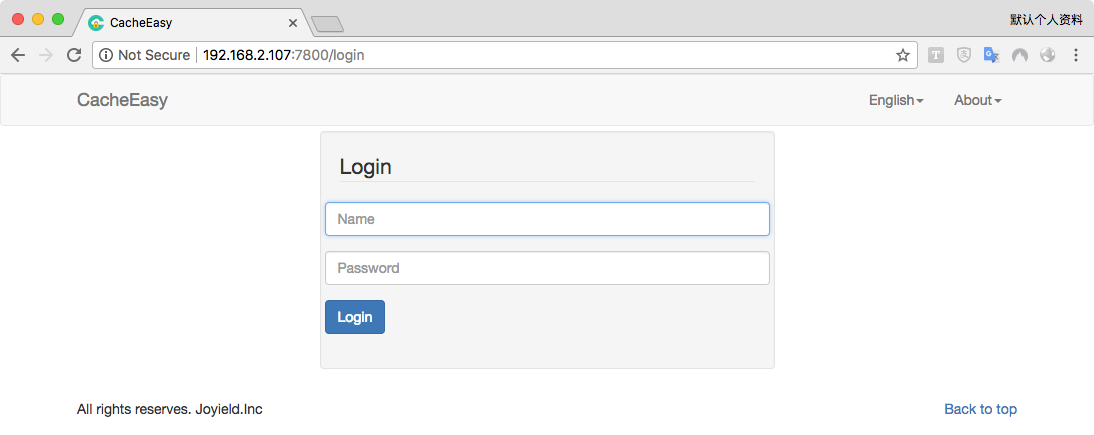 CacheEasy
默认个人资料
Not Secure 192.168.2.107:7800/login
CacheEasy English About
Login
Name
Password
Login
All rights reserves. Joyield.Inc Back to top